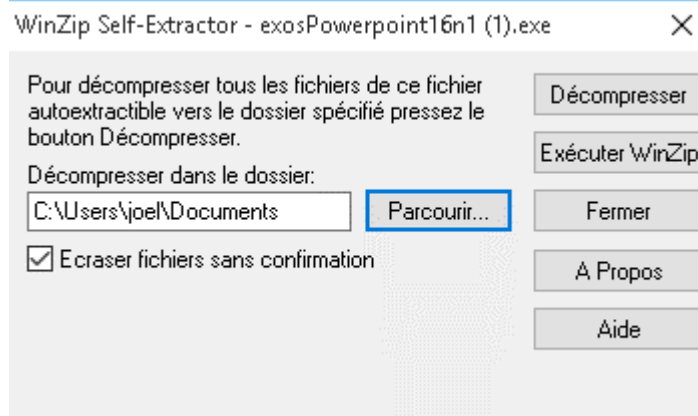 WinZip Self-Extractor - exosPowerpoint16n1 (1).exe
Pour décompresser tous les fichiers de ce fichier
autoextractible vers le dossier spécifié pressez le
bouton Décompresser.
Décompresser dans le dossier:
C:\Users\joel\Documents
Parcourir...
Ecraser fichiers sans confirmation
Décompresser
Exécuter WinZip
Fermer
A Propos
Aide